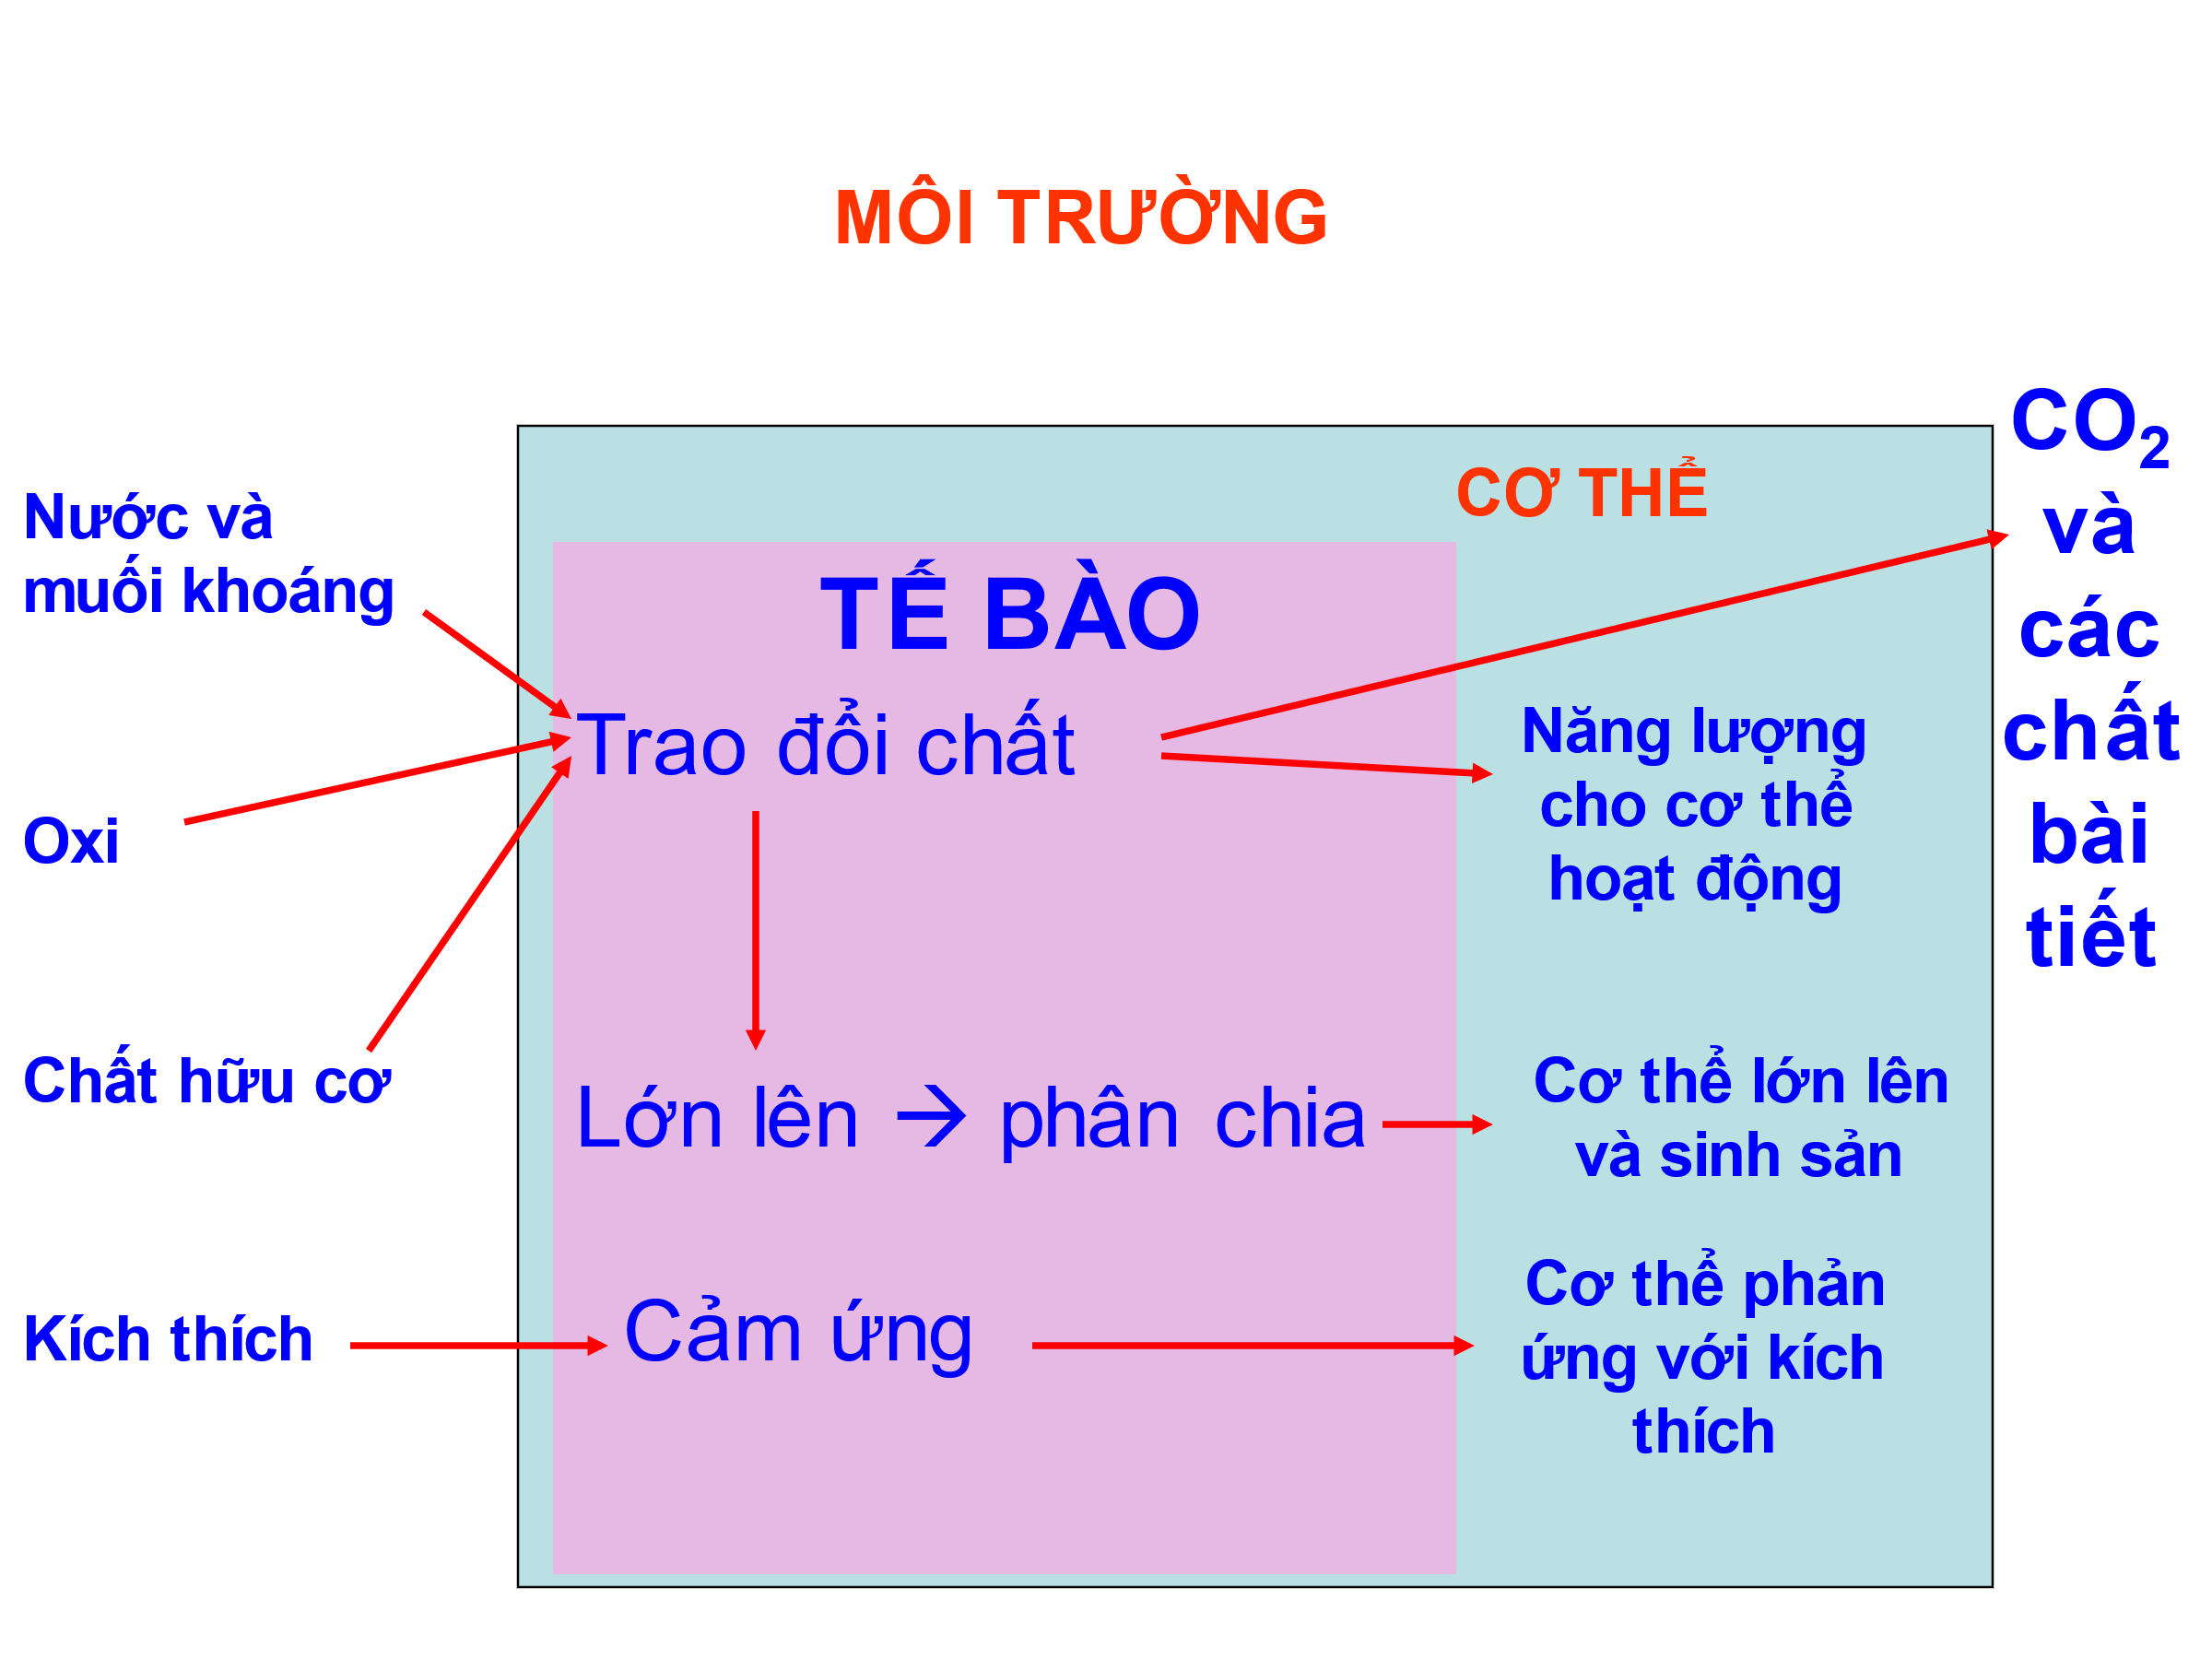 MÔI TRƯỜNG
CƠ THỂ
TẾ BÀO
Nước và
muối khoáng
Oxi
Chất hữu cơ
Kích thích
Trao đổi chất
Lớn lên → phân chia
Cảm ứng
Năng lượng
cho cơ thể
hoạt động
Cơ thể lớn lên
và sinh sản
Cơ thể phản
ứng với kích
thích
CO₂
và
các
chất
bài
tiết